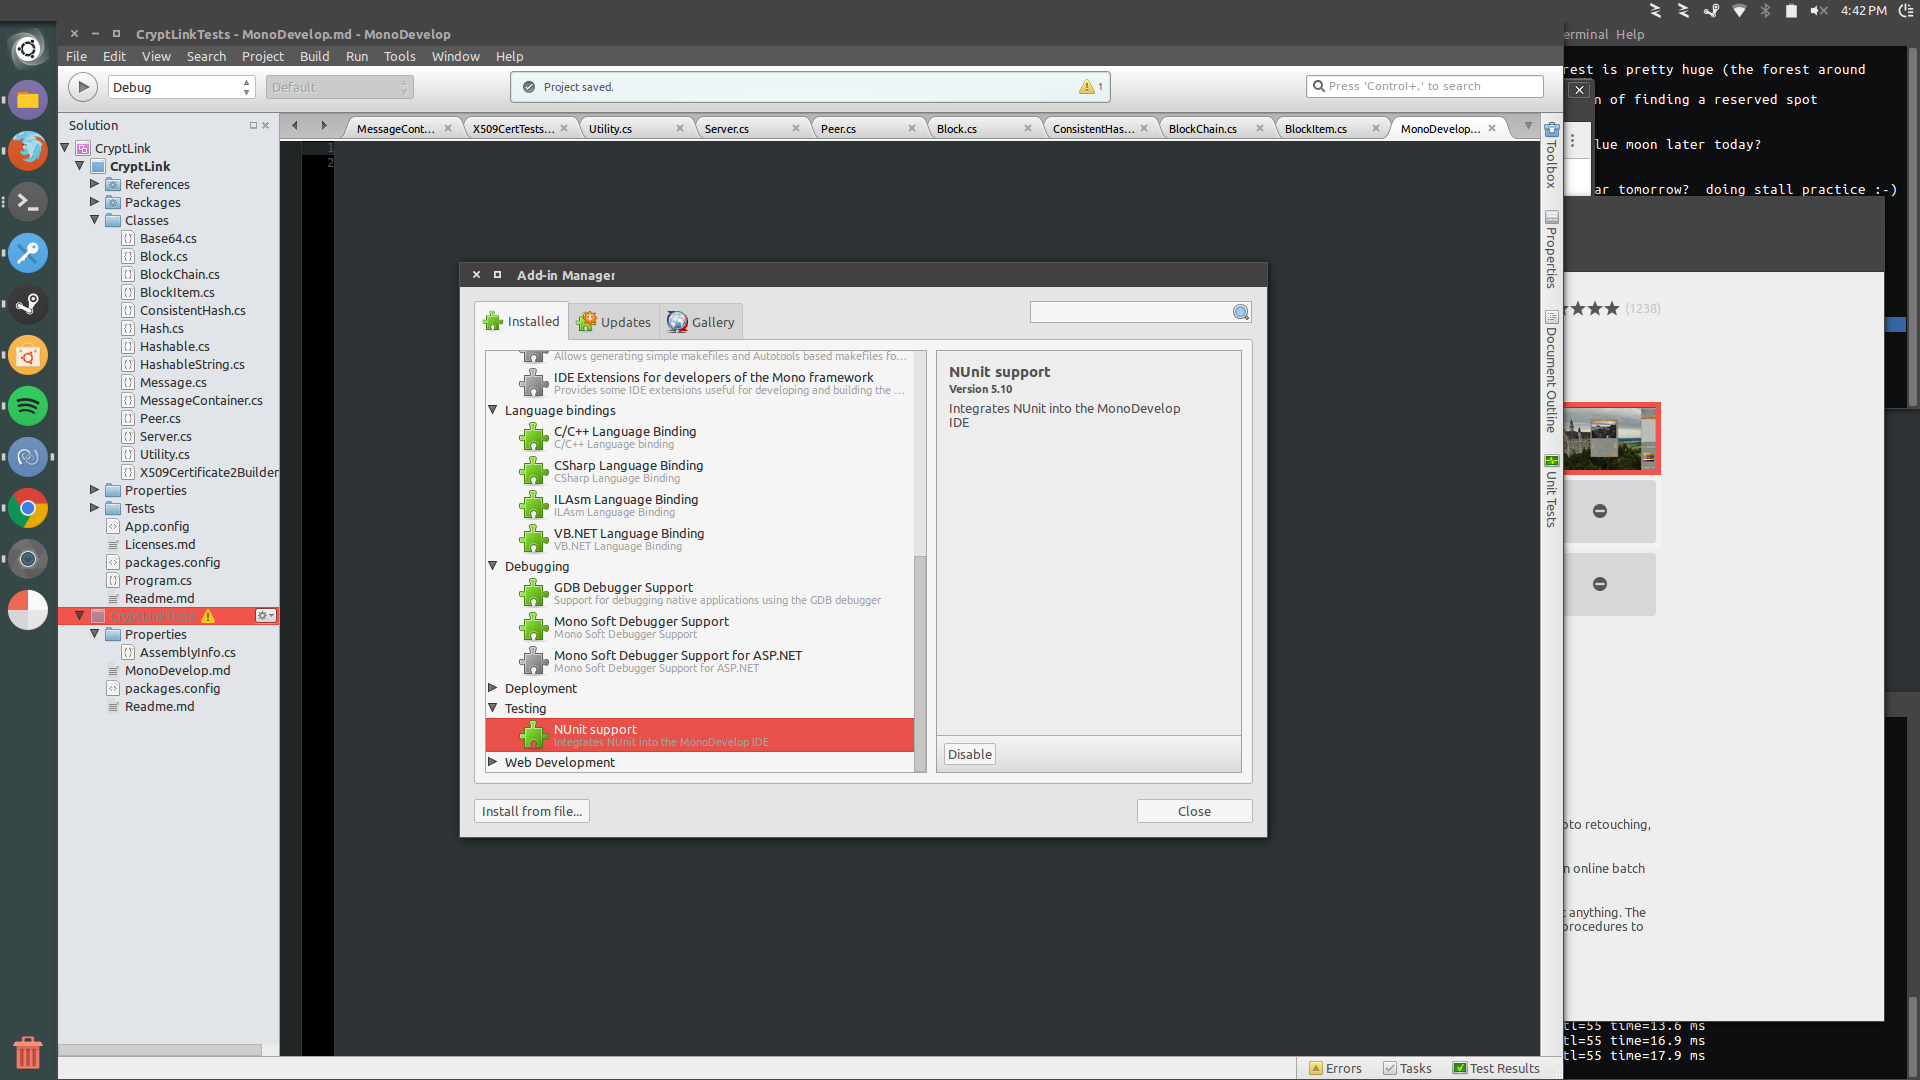 4:42 PM
CryptLinkTests - MonoDevelop.md - MonoDevelop
File Edit View Search Project Build Run Tools Window Help
Debug
Default
Project saved.
1
Press 'Control+,' to search
Solution
MessageCont...
X509CertTests...
Utility.cs
Server.cs
Peer.cs
Block.cs
ConsistentHas...
BlockChain.cs
BlockItem.cs
MonoDevelop...
1
2
CryptLink
CryptLink
References
Packages
Classes
Base64.cs
Block.cs
BlockChain.cs
BlockItem.cs
ConsistentHash.cs
Hash.cs
Hashable.cs
HashableString.cs
Message.cs
MessageContainer.cs
Peer.cs
Server.cs
Utility.cs
X509Certificate2Builder
Properties
Tests
App.config
Licenses.md
packages.config
Program.cs
Readme.md
CryptLinkTests
Properties
AssemblyInfo.cs
MonoDevelop.md
packages.config
Readme.md
Add-in Manager
Installed
Updates
Gallery
Allows generating simple makefiles and Autotools based makefiles fo...
IDE Extensions for developers of the Mono framework
Provides some IDE extensions useful for developing and building the ...
Language bindings
C/C++ Language Binding
C/C++ Language binding
CSharp Language Binding
CSharp Language Binding
ILAsm Language Binding
ILAsm Language Binding
VB.NET Language Binding
VB.NET Language Binding
Debugging
GDB Debugger Support
Support for debugging native applications using the GDB debugger
Mono Soft Debugger Support
Mono Soft Debugger Support
Mono Soft Debugger Support for ASP.NET
Mono Soft Debugger Support for ASP.NET
Deployment
Testing
NUnit support
Integrates NUnit into the MonoDevelop IDE
Web Development
NUnit support
Version 5.10
Integrates NUnit into the MonoDevelop
IDE
Disable
Install from file...
Close
Toolbox
Properties
Document Outline
Unit Tests
Errors
Tasks
Test Results
erminal Help
rest is pretty huge (the forest around
n of finding a reserved spot
lue moon later today?
ar tomorrow? doing stall practice :-)
(1238)
oto retouching,
n online batch
t anything. The
procedures to
tl=55 time=13.6 ms
tl=55 time=16.9 ms
tl=55 time=17.9 ms